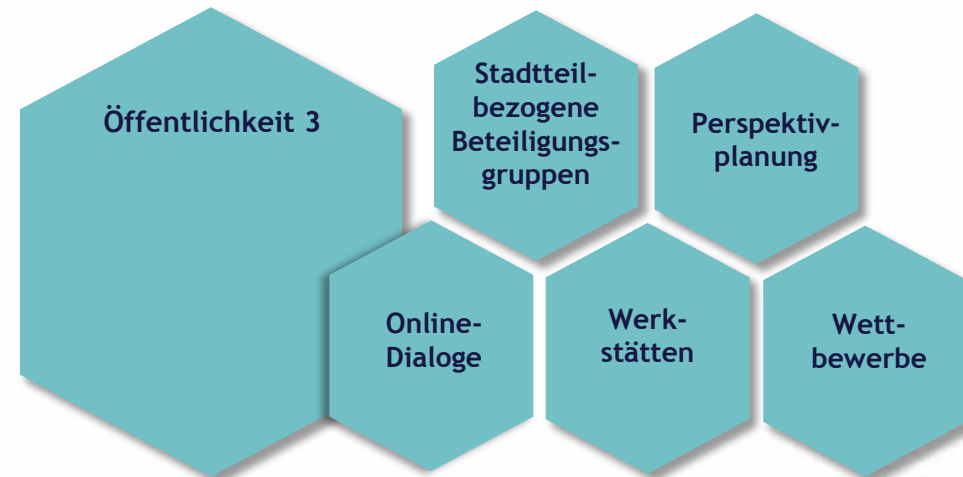 Öffentlichkeit 3
Stadtteil-
bezogene
Beteiligungs-
gruppen
Perspektiv-
planung
Online-
Dialoge
Werk-
stätten
Wett-
bewerbe